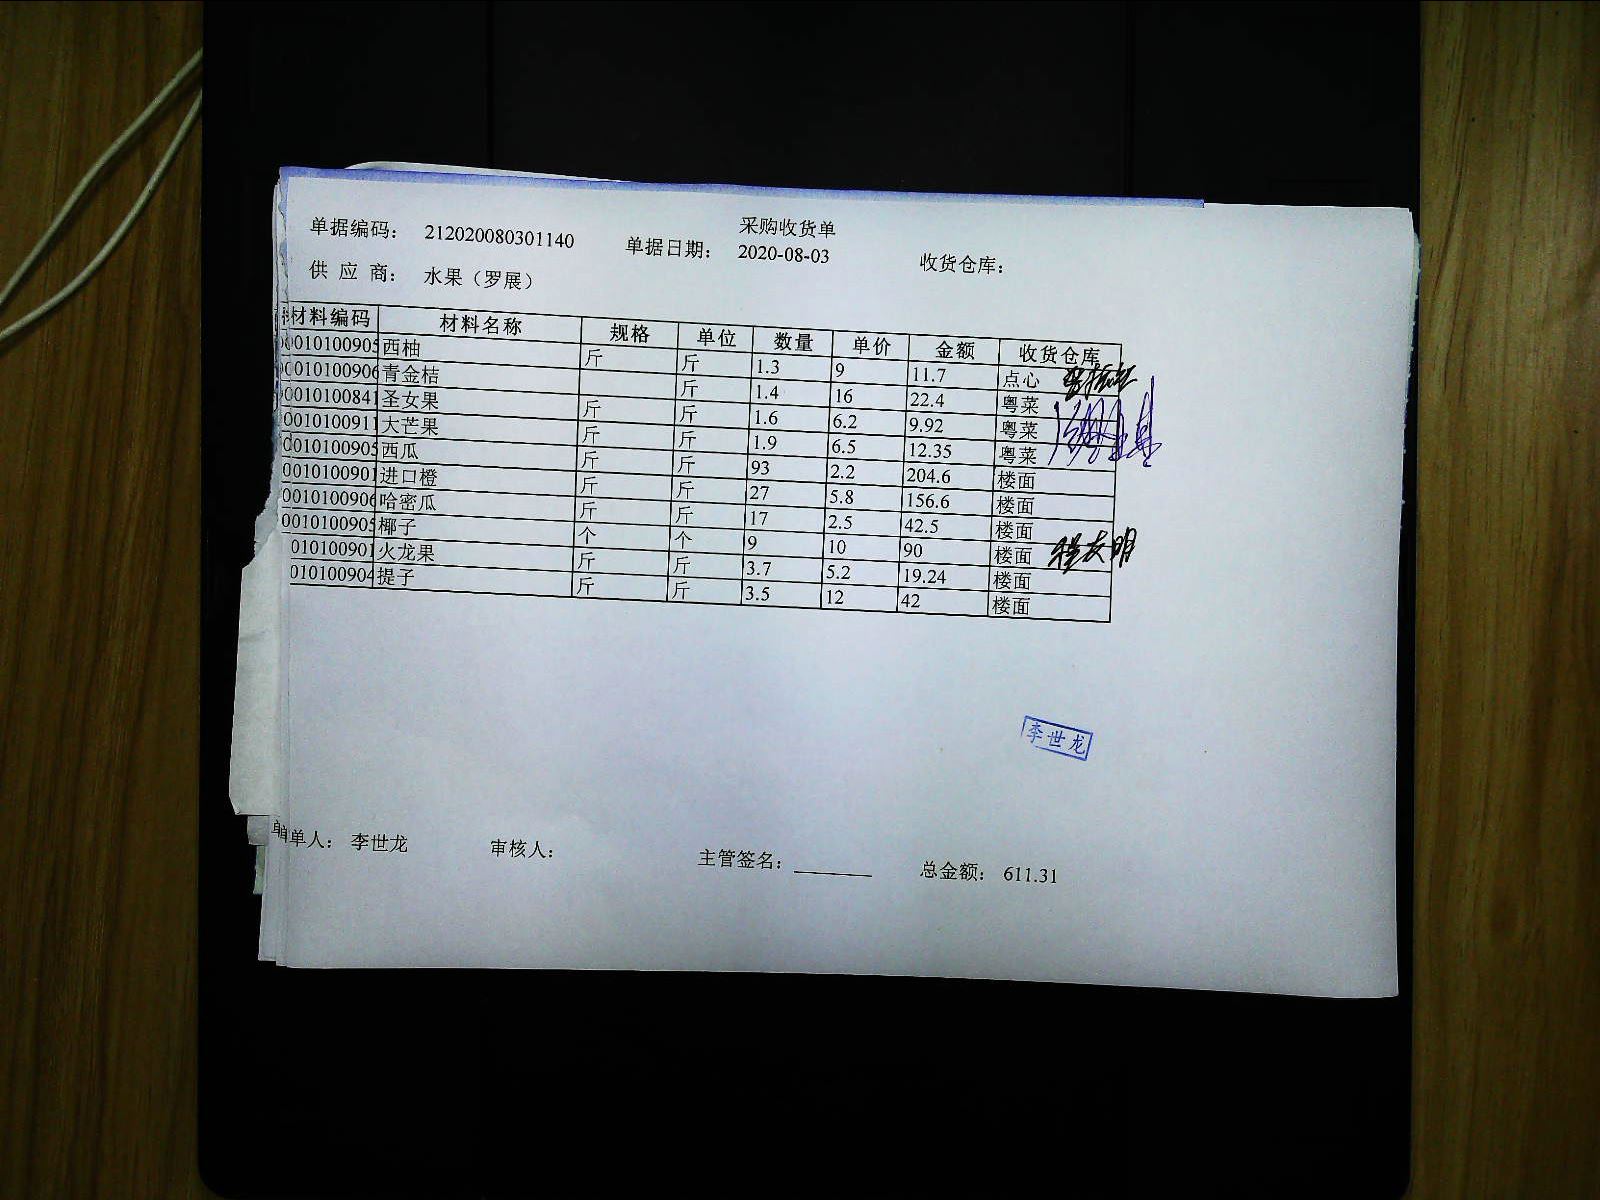 采购收货单
单据编码： 212020080301140 单据日期： 2020-08-03 收货仓库：
供 应 商： 水果（罗展）
材料编码 材料名称 规格 单位 数量 单价 金额 收货仓库
0010100905 西柚 斤 斤 1.3 9 11.7 点心
0010100906 青金桔 斤 1.4 16 22.4 粤菜
0010100841 圣女果 斤 斤 1.6 6.2 9.92 粤菜
0010100911 大芒果 斤 斤 1.9 6.5 12.35 粤菜
0010100905 西瓜 斤 斤 93 2.2 204.6 楼面
0010100901 进口橙 斤 斤 27 5.8 156.6 楼面
0010100906 哈密瓜 斤 斤 17 2.5 42.5 楼面
0010100905 椰子 个 个 9 10 90 楼面
010100901 火龙果 斤 斤 3.7 5.2 19.24 楼面
010100904 提子 斤 斤 3.5 12 42 楼面
李世龙
单人： 李世龙 审核人： 主管签名： 总金额： 611.31